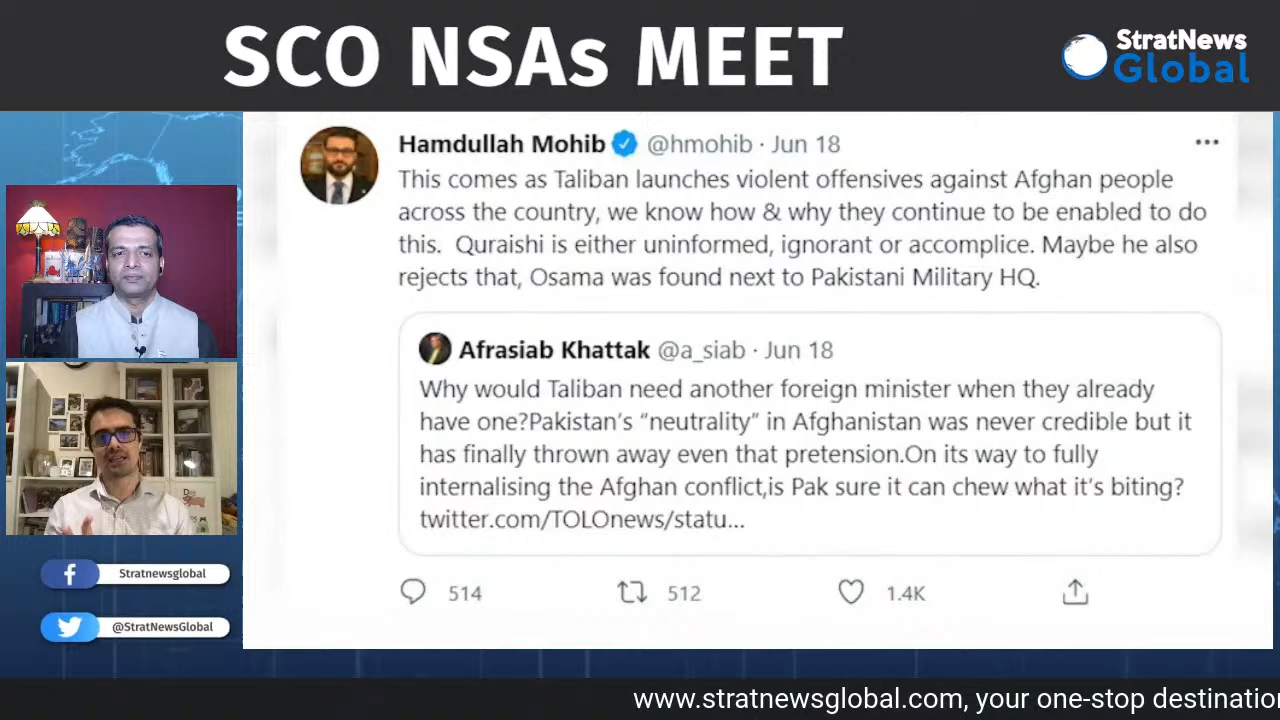 SCO NSAs MEET
StratNews
Global
Hamdullah Mohib @hmohib · Jun 18
This comes as Taliban launches violent offensives against Afghan people
across the country, we know how & why they continue to be enabled to do
this. Quraishi is either uninformed, ignorant or accomplice. Maybe he also
rejects that, Osama was found next to Pakistani Military HQ.
Afrasiab Khattak @a_siab · Jun 18
Why would Taliban need another foreign minister when they already
have one?Pakistan's “neutrality” in Afghanistan was never credible but it
has finally thrown away even that pretension.On its way to fully
internalising the Afghan conflict,is Pak sure it can chew what it's biting?
twitter.com/TOLOnews/statu...
514 512 1.4K
Stratnewsglobal
@StratNewsGlobal
www.stratnewsglobal.com, your one-stop destinatio